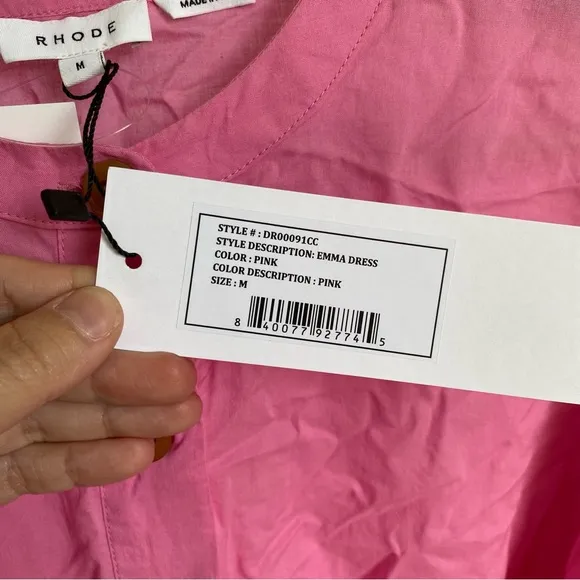 MADE IN
RHODE
M
STYLE # : DR00091CC
STYLE DESCRIPTION: EMMA DRESS
COLOR : PINK
COLOR DESCRIPTION : PINK
SIZE : M
8 40077 92774 5